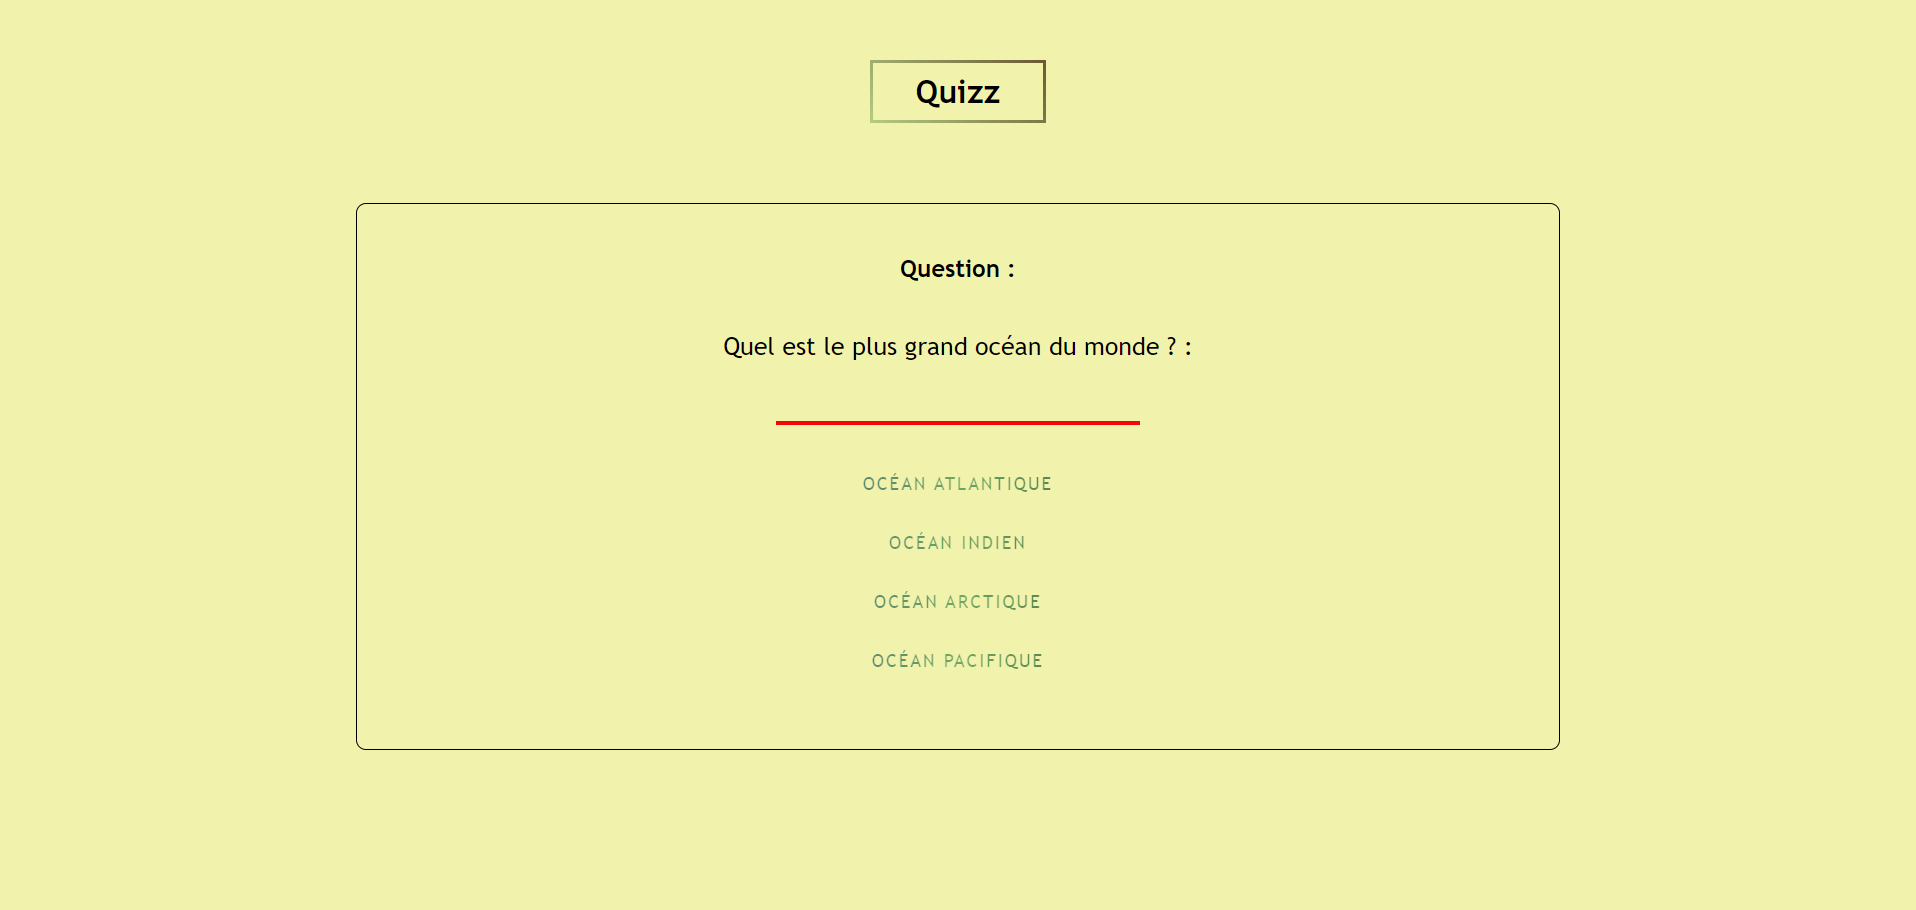 Quizz
Question :
Quel est le plus grand océan du monde ? :
OCÉAN ATLANTIQUE
OCÉAN INDIEN
OCÉAN ARCTIQUE
OCÉAN PACIFIQUE